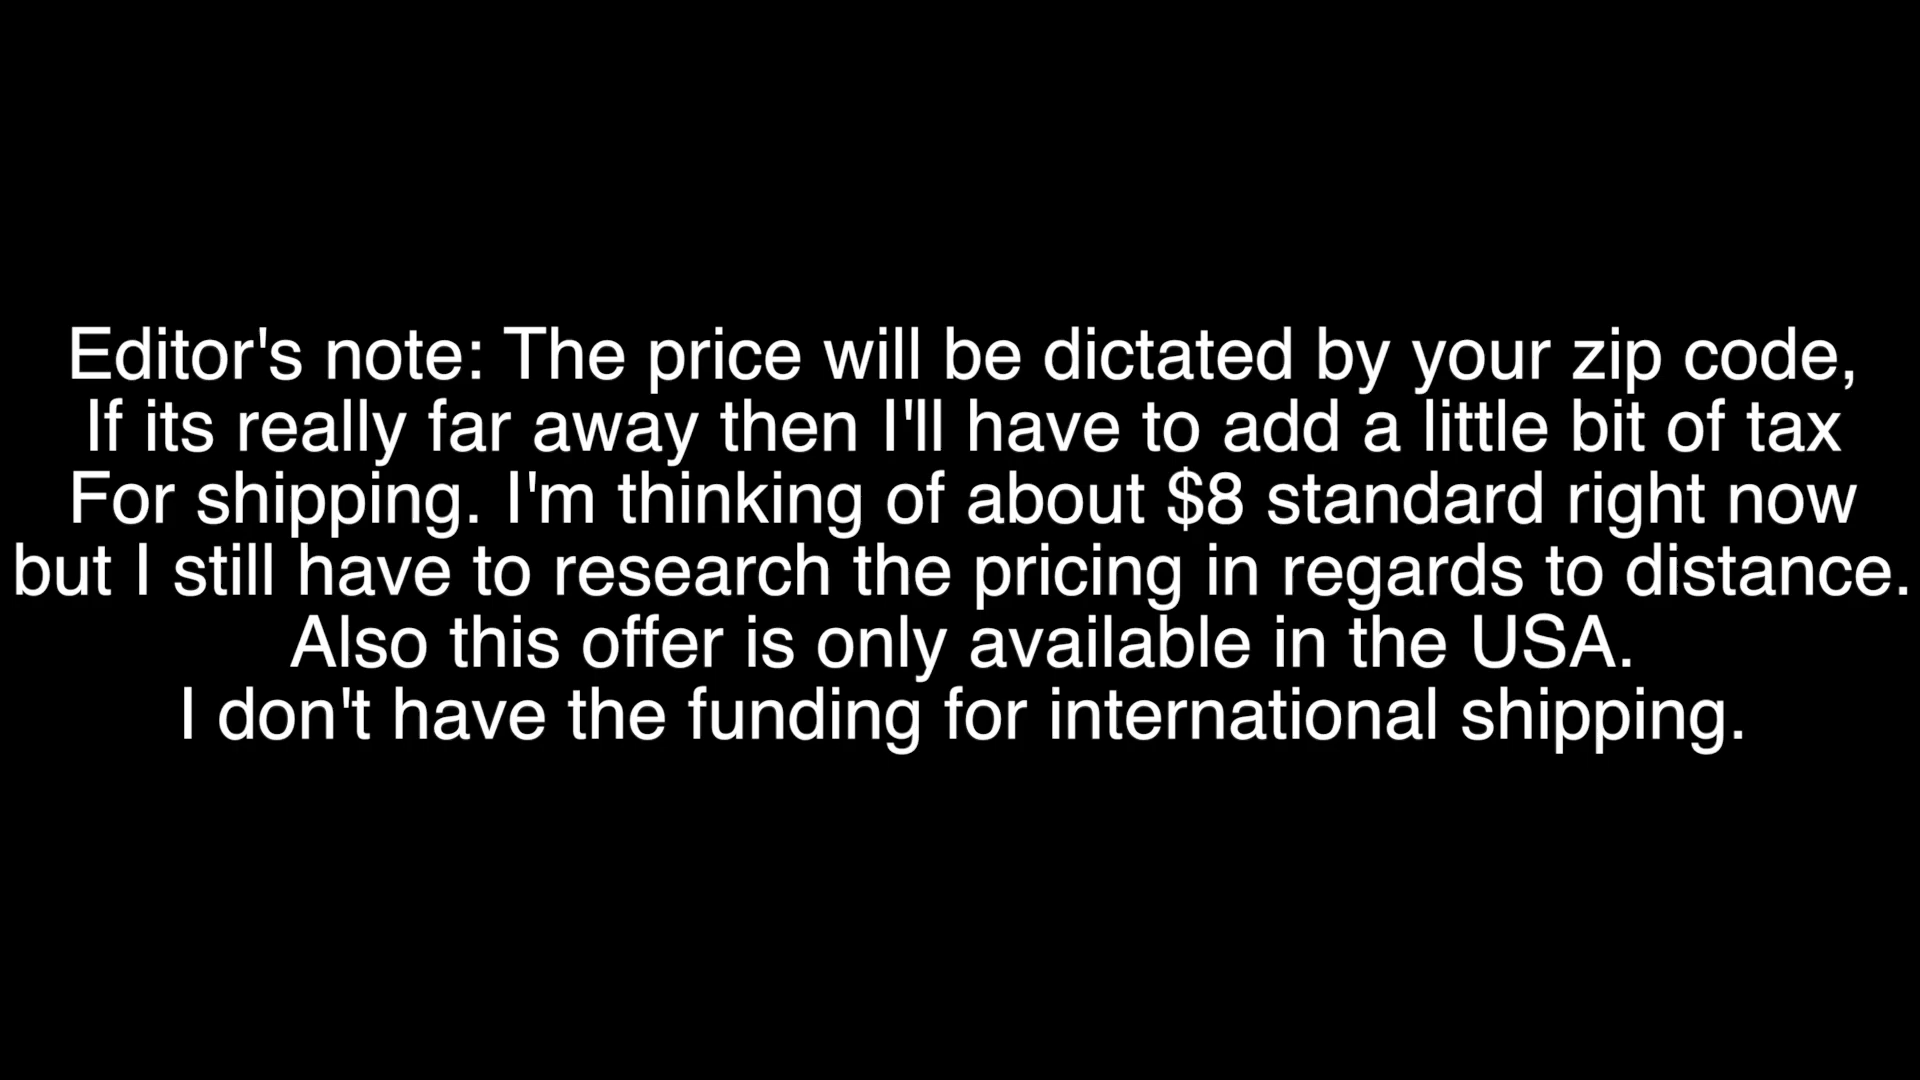 Editor's note: The price will be dictated by your zip code,
If its really far away then I'll have to add a little bit of tax
For shipping. I'm thinking of about $8 standard right now
but I still have to research the pricing in regards to distance.
Also this offer is only available in the USA.
I don't have the funding for international shipping.